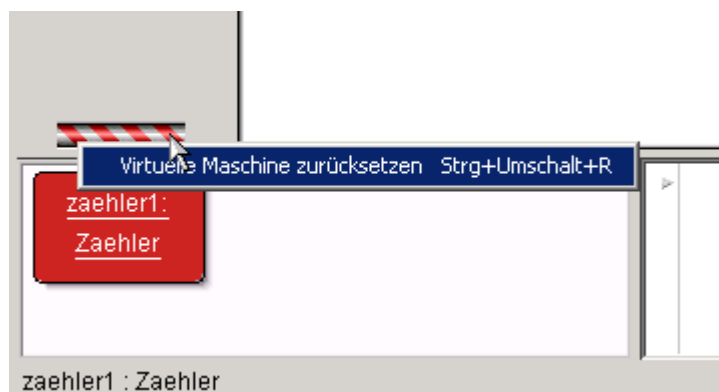 Virtuelle Maschine zurücksetzen Strg+Umschalt+R
zaehler1:
Zaehler
zaehler1 : Zaehler